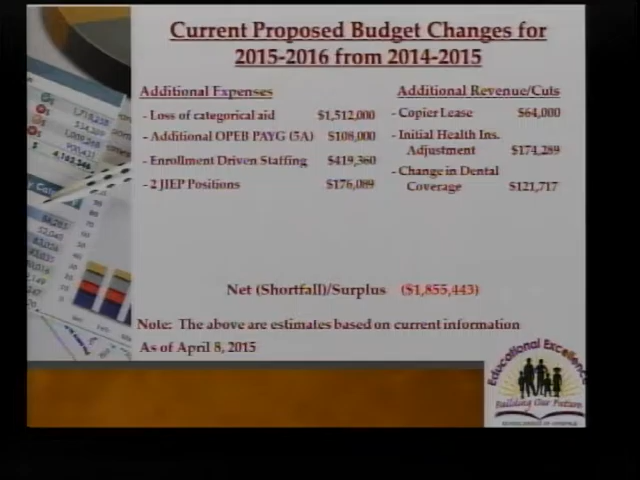 Current Proposed Budget Changes for
2015-2016 from 2014-2015
Additional Expenses
Additional Revenue/Cuts
- Loss of categorical aid $1,512,000
- Additional OPEB PAYG (5A) $108,000
- Enrollment Driven Staffing $419,360
- 2 JIEP Positions $176,089
- Copier Lease $64,000
- Initial Health Ins.
Adjustment $174,289
- Change in Dental
Coverage $121,717
Net (Shortfall)/Surplus ($1,855,443)
Note: The above are estimates based on current information
As of April 8, 2015
Educational Excellence
Building Our Future